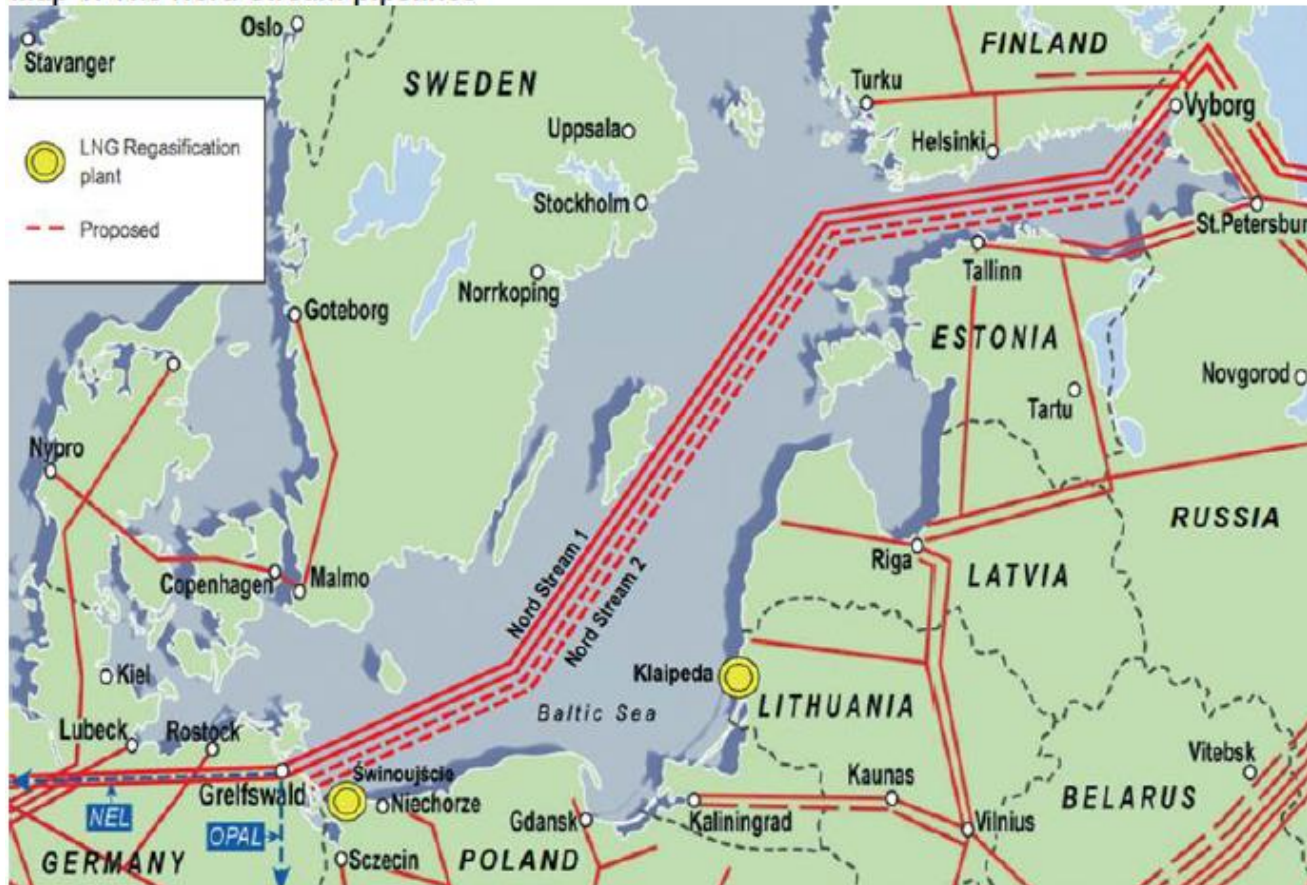 Oslo
Stavanger
SWEDEN
FINLAND
Turku
Vyborg
LNG Regasification
plant
Proposed
Uppsala
Helsinki
Stockholm
St.Petersbur
Tallinn
Norrkoping
Goteborg
ESTONIA
Novgorod
Tartu
Nypro
RUSSIA
Nord Stream 1
Nord Stream 2
Riga
LATVIA
Copenhagen
Malmo
Kiel
Klaipeda
LITHUANIA
Baltic Sea
Lubeck
Rostock
Świnoujście
Vitebsk
Grelfswald
Niechorze
Kaunas
BELARUS
NEL
OPAL
Gdansk
Kaliningrad
Vilnius
GERMANY
Sczecin
POLAND